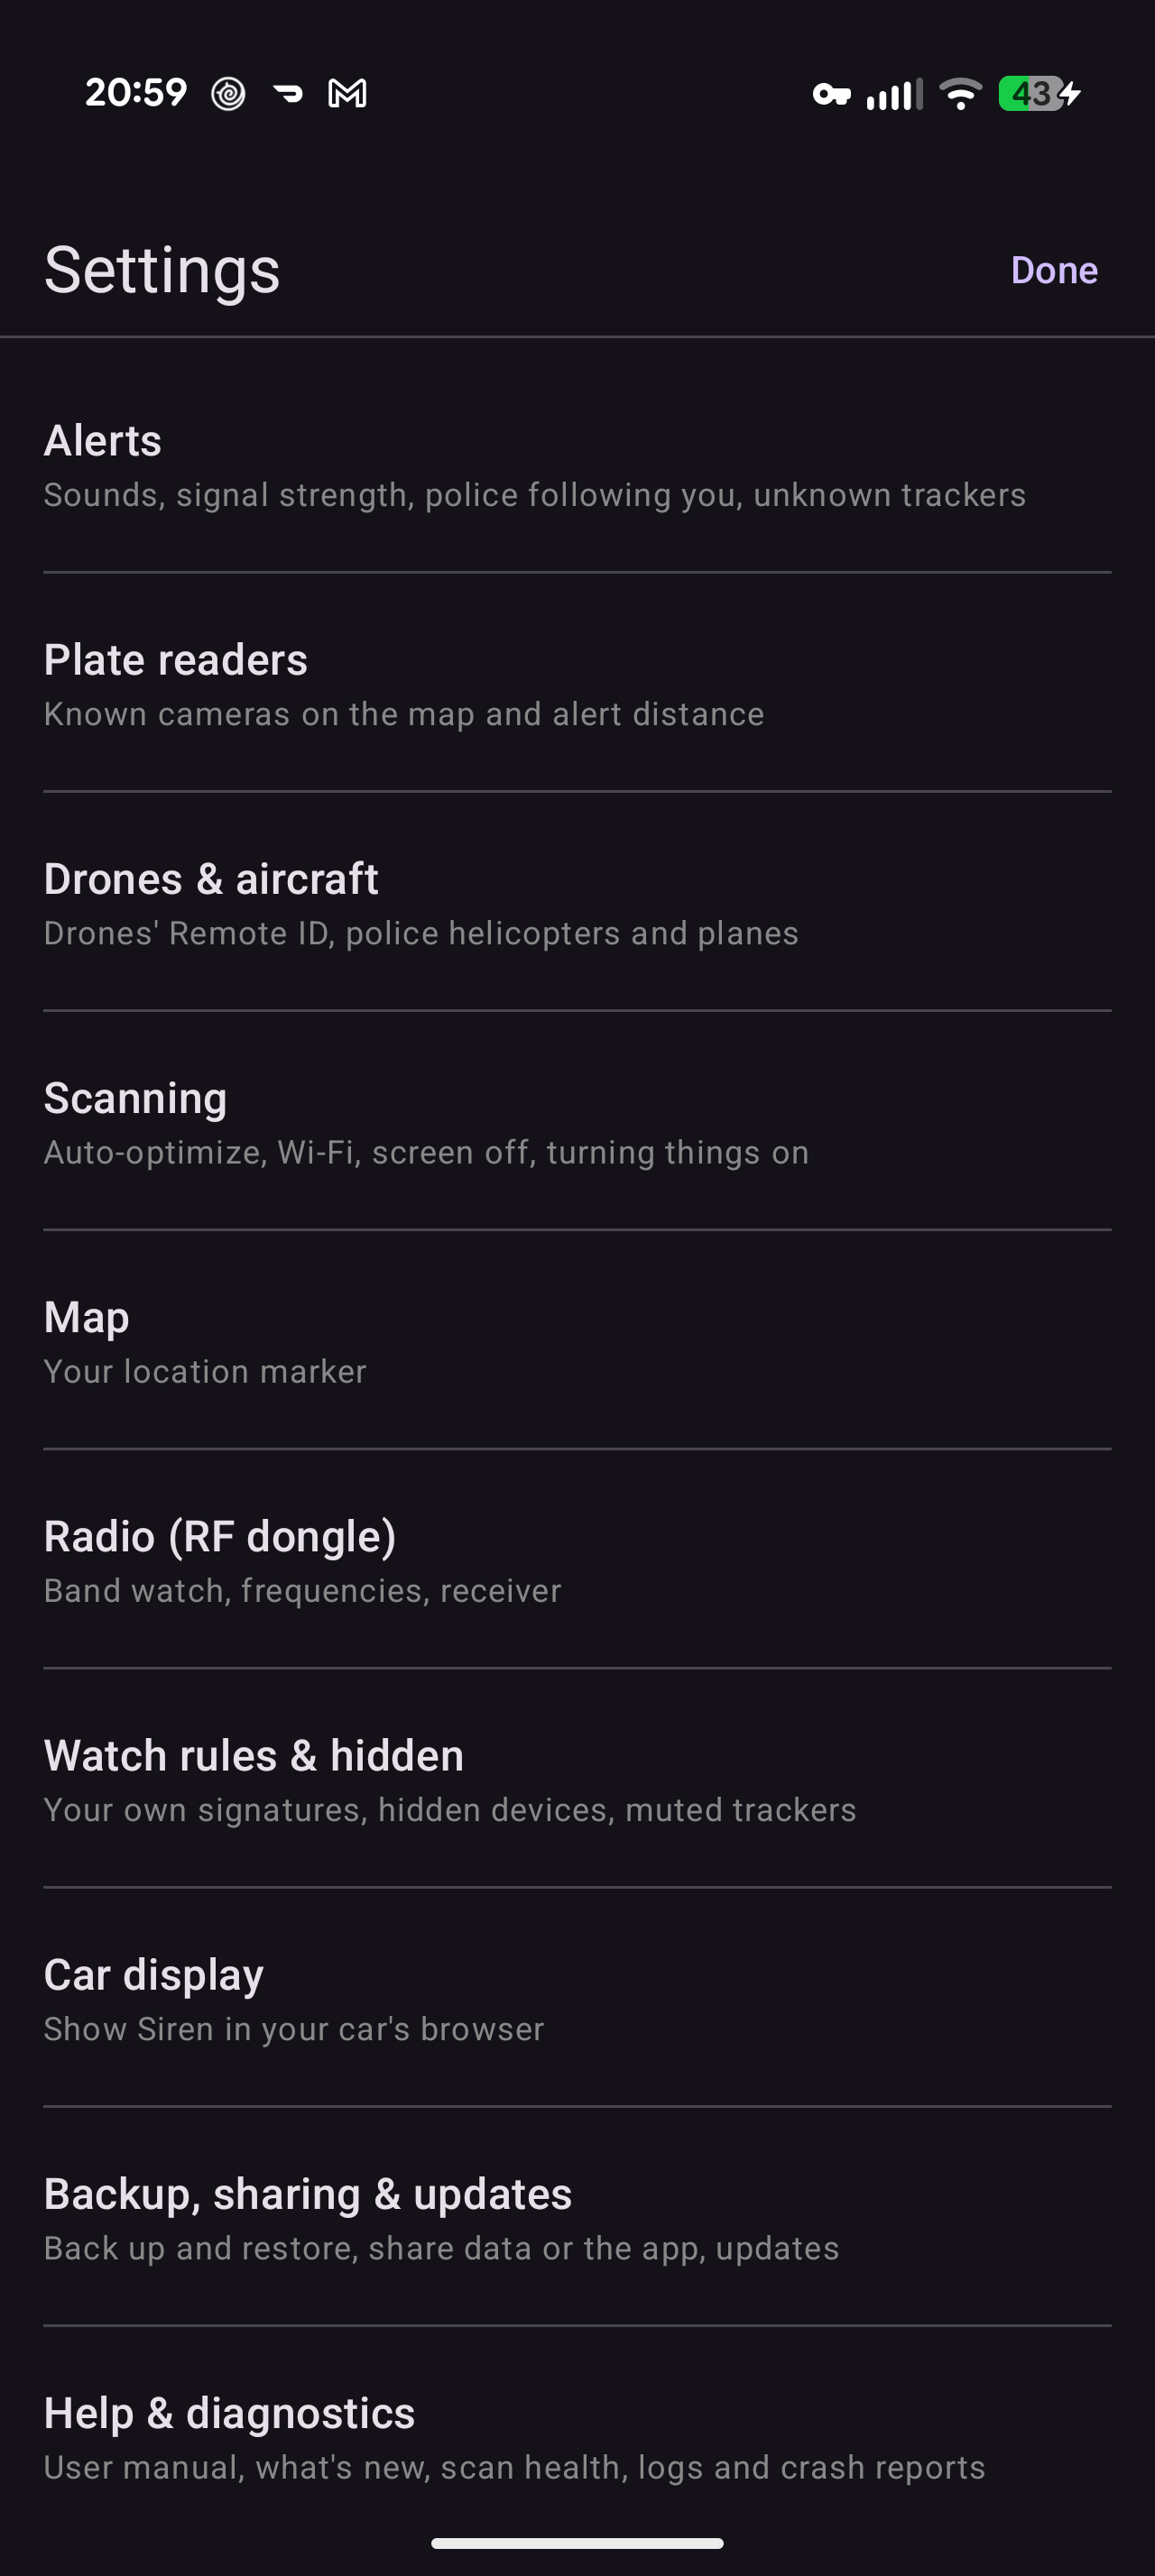 20:59
43
Settings
Done
Alerts
Sounds, signal strength, police following you, unknown trackers
Plate readers
Known cameras on the map and alert distance
Drones & aircraft
Drones' Remote ID, police helicopters and planes
Scanning
Auto-optimize, Wi-Fi, screen off, turning things on
Map
Your location marker
Radio (RF dongle)
Band watch, frequencies, receiver
Watch rules & hidden
Your own signatures, hidden devices, muted trackers
Car display
Show Siren in your car's browser
Backup, sharing & updates
Back up and restore, share data or the app, updates
Help & diagnostics
User manual, what's new, scan health, logs and crash reports